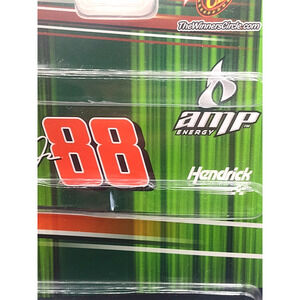 TheWinnersCircle.com
amp
ENERGY
88
Hendrick